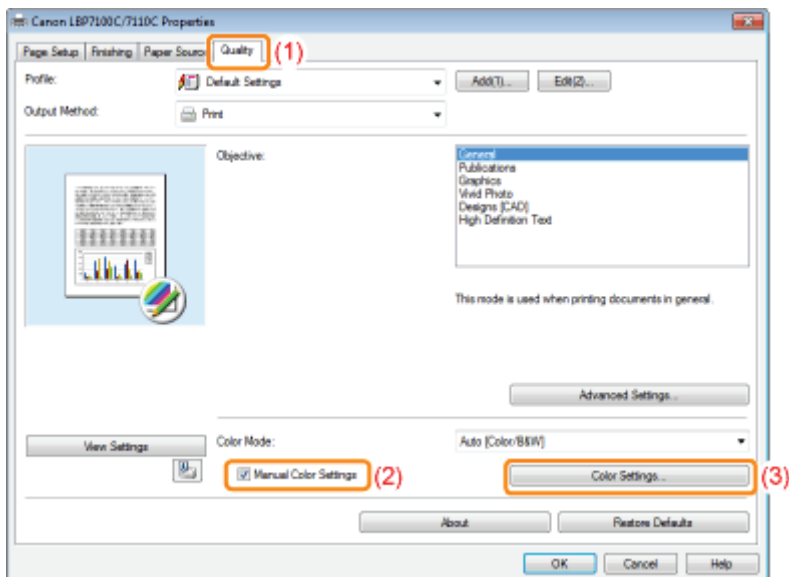 Canon LBP7100C/7110C Properties
Page Setup Finishing Paper Source Quality (1)
Profile: Default Settings Add(1)... Edit(2)...
Output Method: Print
Objective: General
Publications
Graphics
Vivid Photo
Designs [CAD]
High Definition Text
This mode is used when printing documents in general.
Advanced Settings...
View Settings Color Mode: Auto [Color/B&W]
Manual Color Settings (2) Color Settings... (3)
About Restore Defaults
OK Cancel Help